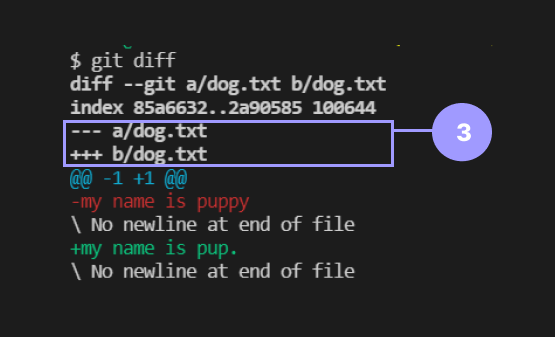 $ git diff
diff --git a/dog.txt b/dog.txt
index 85a6632..2a90585 100644
--- a/dog.txt
+++ b/dog.txt
3
@@ -1 +1 @@
-my name is puppy
\ No newline at end of file
+my name is pup.
\ No newline at end of file